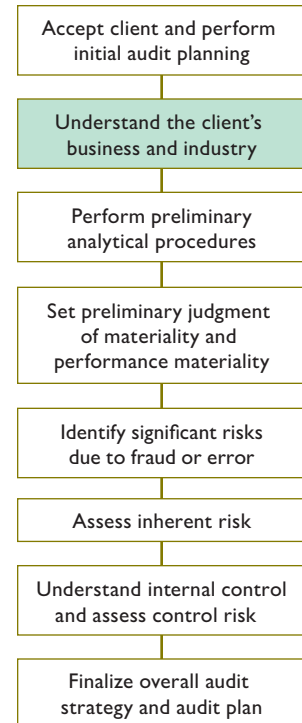 Accept client and perform
initial audit planning
Understand the client's
business and industry
Perform preliminary
analytical procedures
Set preliminary judgment
of materiality and
performance materiality
Identify significant risks
due to fraud or error
Assess inherent risk
Understand internal control
and assess control risk
Finalize overall audit
strategy and audit plan